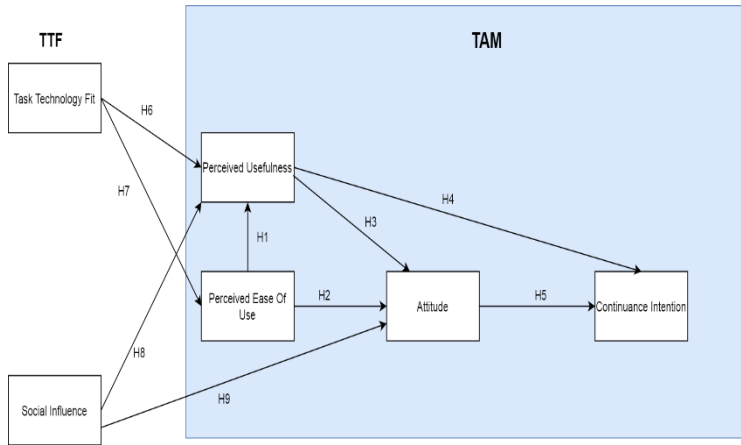 TTF
TAM
Task Technology Fit
H6
Perceived Usefulness
H7
H4
H3
H1
Perceived Ease Of
Use
H2
Attitude
H5
Continuance Intention
H8
H9
Social Influence